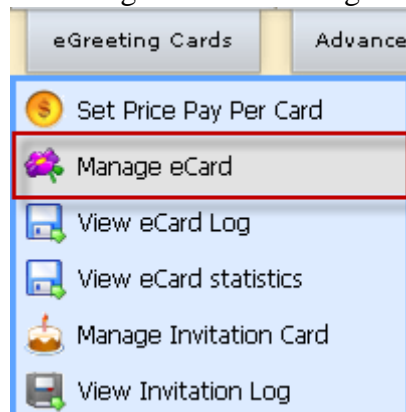 eGreeting Cards Advance
Set Price Pay Per Card
Manage eCard
View eCard Log
View eCard statistics
Manage Invitation Card
View Invitation Log